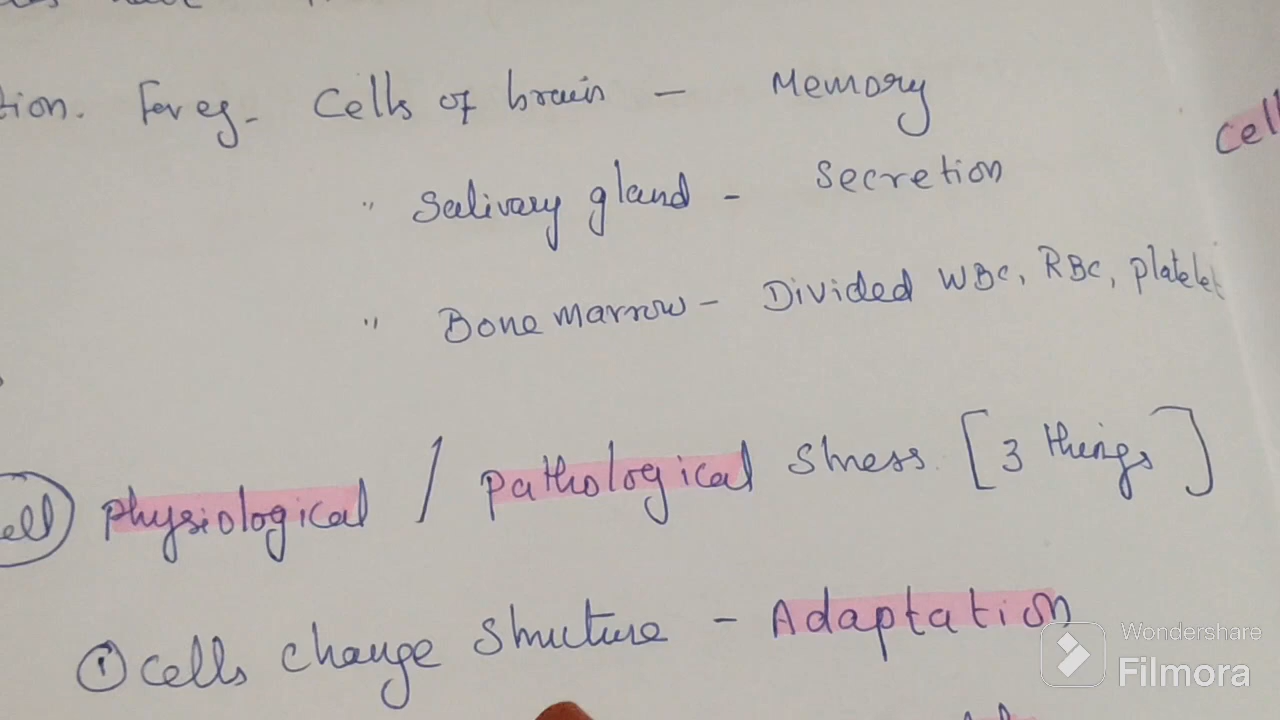 tion. For eg- Cells of brain - Memory
cell
" Salivary gland - Secretion
" Bone marrow - Divided WBC, RBC, platelet
ell physiological / pathological stress. [3 things]
① cells change structure - Adaptation
Wondershare
Filmora